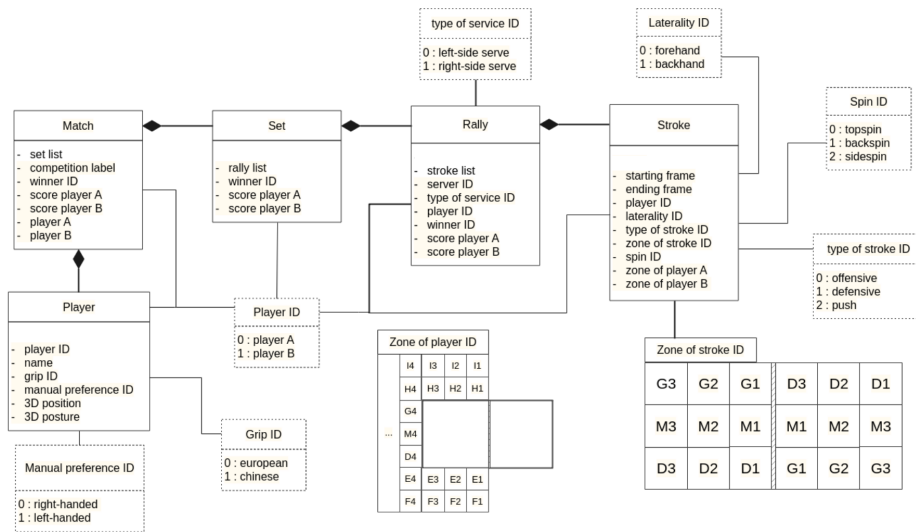 type of service ID
0 : left-side serve
1 : right-side serve
Laterality ID
0 : forehand
1 : backhand
Spin ID
0 : topspin
1 : backspin
2 : sidespin
Match
- set list
- competition label
- winner ID
- score player A
- score player B
- player A
- player B
Set
- rally list
- winner ID
- score player A
- score player B
Rally
- stroke list
- server ID
- type of service ID
- player ID
- winner ID
- score player A
- score player B
Stroke
- starting frame
- ending frame
- player ID
- laterality ID
- type of stroke ID
- zone of stroke ID
- spin ID
- zone of player A
- zone of player B
type of stroke ID
0 : offensive
1 : defensive
2 : push
Player
- player ID
- name
- grip ID
- manual preference ID
- 3D position
- 3D posture
Player ID
0 : player A
1 : player B
Grip ID
0 : european
1 : chinese
Manual preference ID
0 : right-handed
1 : left-handed
Zone of player ID
I4 I3 I2 I1
H4 H3 H2 H1
G4
... M4
D4
E4 E3 E2 E1
F4 F3 F2 F1
Zone of stroke ID
G3 G2 G1 D3 D2 D1
M3 M2 M1 M1 M2 M3
D3 D2 D1 G1 G2 G3